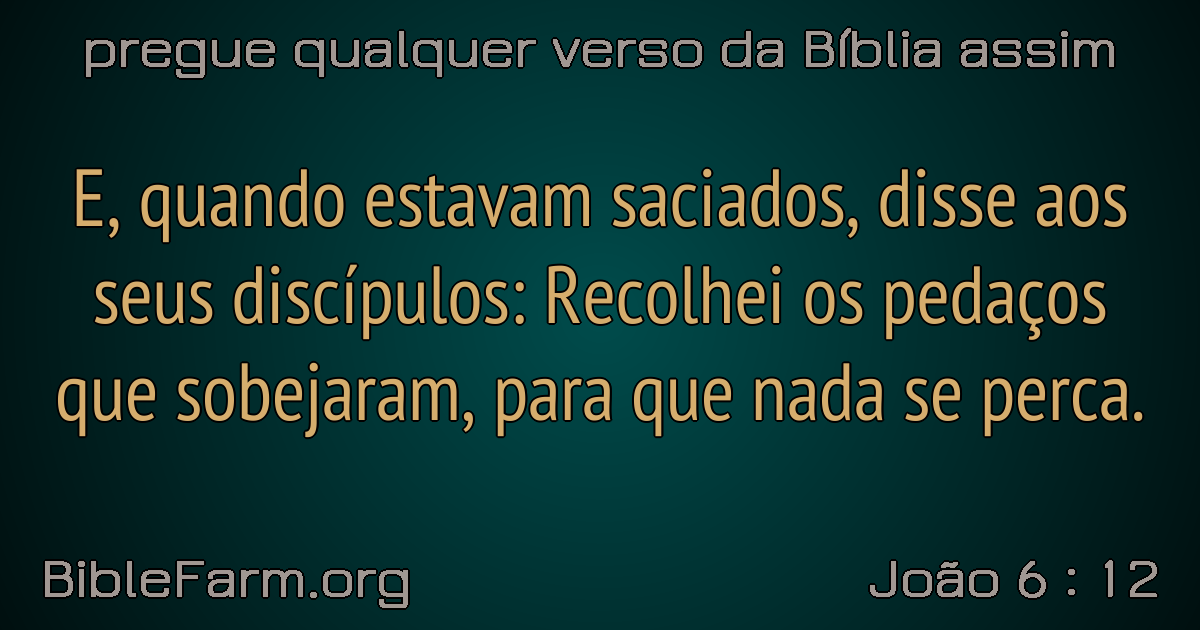 pregue qualquer verso da Bíblia assim
E, quando estavam saciados, disse aos
seus discípulos: Recolhei os pedaços
que sobejaram, para que nada se perca.
BibleFarm.org
João 6 : 12